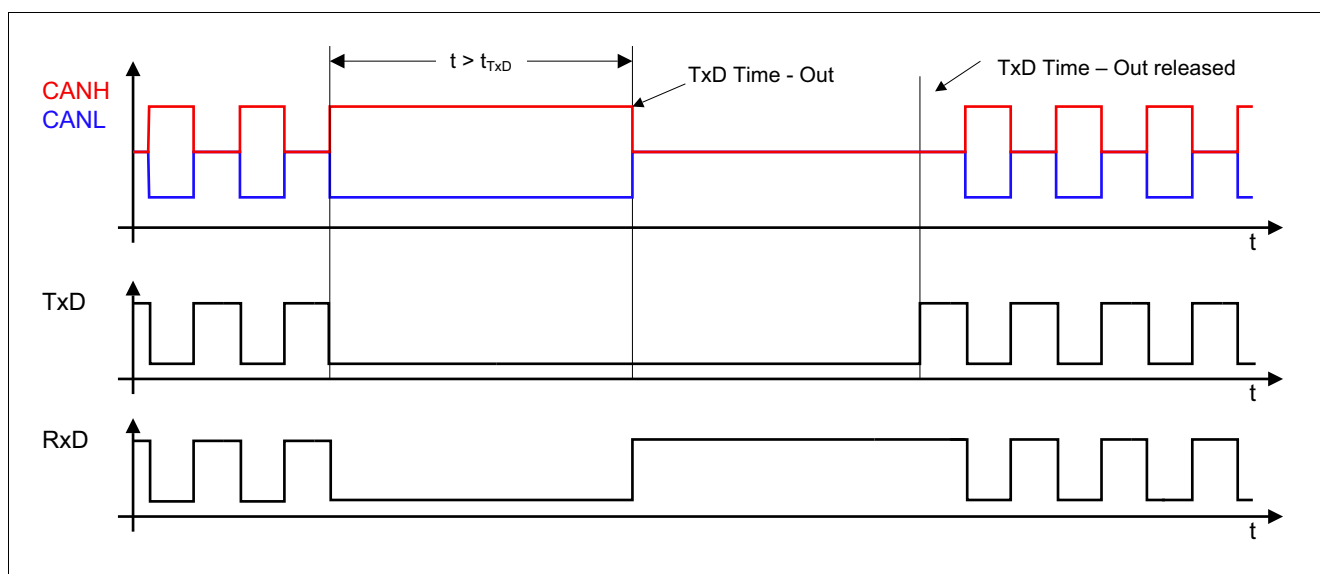 t > tTxD
TxD Time - Out
TxD Time – Out released
CANH
CANL
t
TxD
t
RxD
t